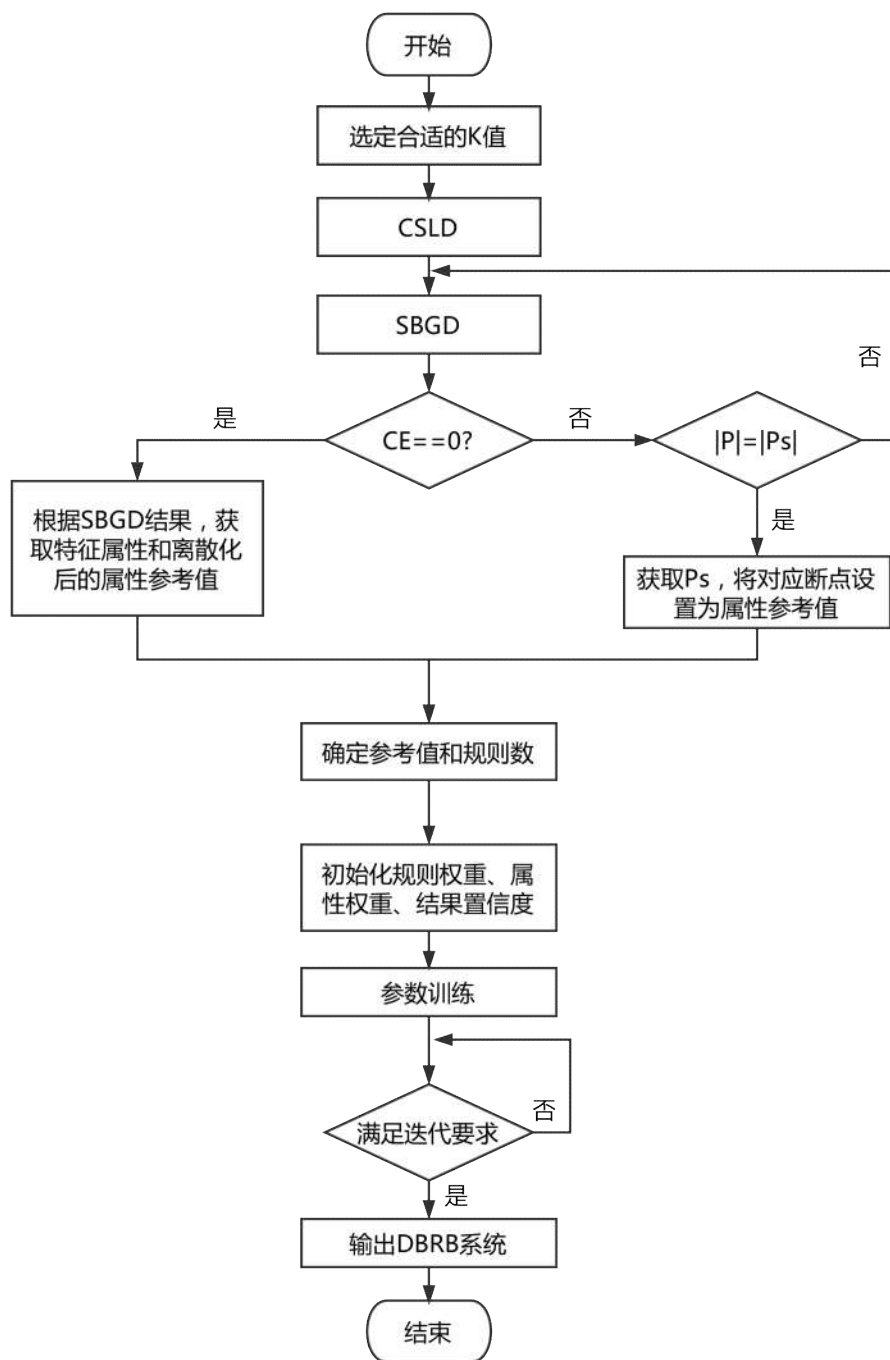 开始
选定合适的K值
CSLD
SBGD
否
是
CE==0?
否
|P|=|Ps|
根据SBGD结果，获
取特征属性和离散化
后的属性参考值
是
获取Ps，将对应断点设
置为属性参考值
确定参考值和规则数
初始化规则权重、属
性权重、结果置信度
参数训练
满足迭代要求
否
是
输出DBRB系统
结束